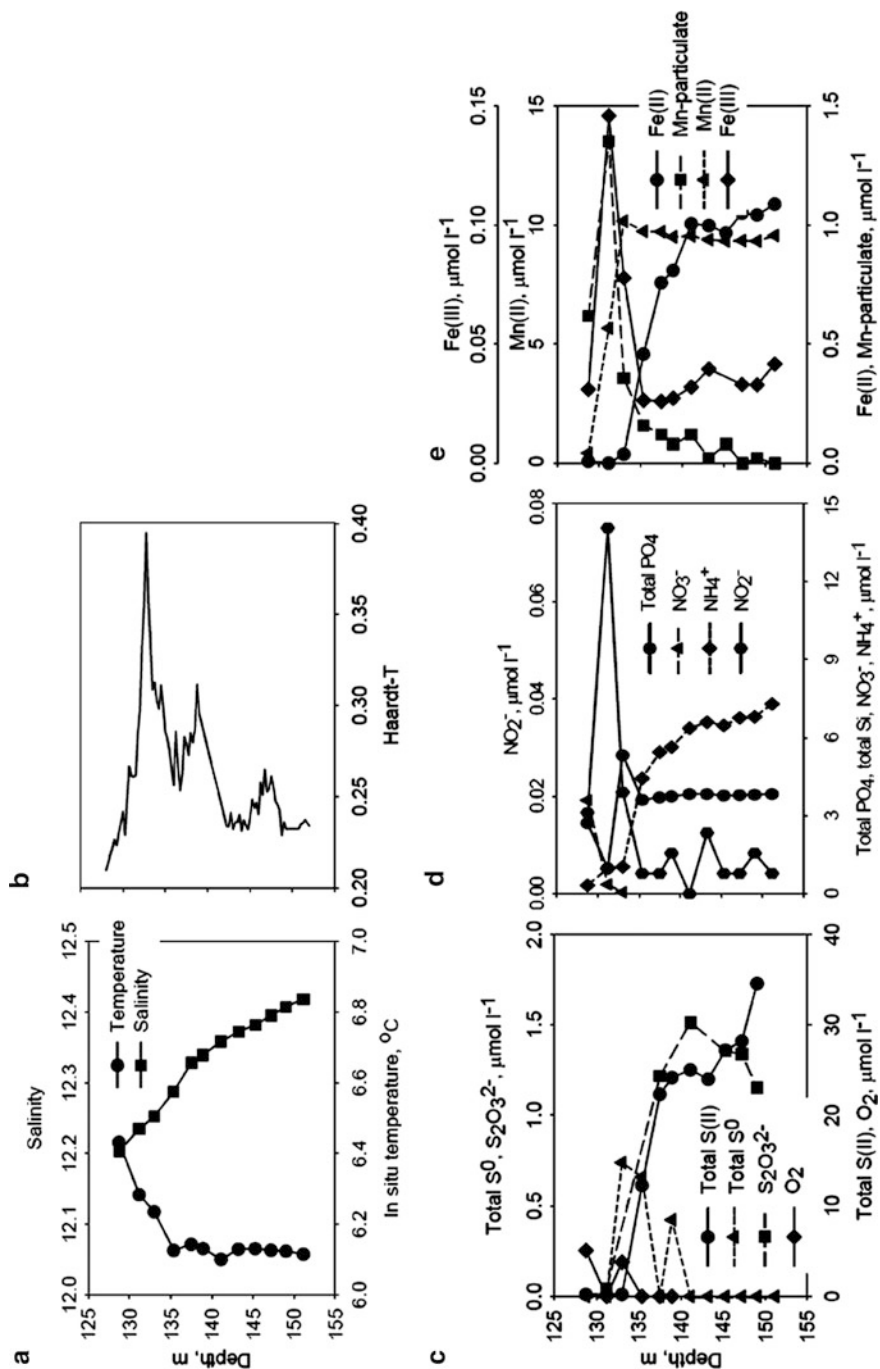 a
Salinity
12.0 12.1 12.2 12.3 12.4 12.5
125
130
135
140
145
150
155
Depth, m
Temperature
Salinity
6.0 6.2 6.4 6.6 6.8 7.0
In situ temperature, °C
b
0.20 0.25 0.30 0.35 0.40
Haardt-T
c
Total S⁰, S₂O₃²⁻, µmol l⁻¹
0.0 0.5 1.0 1.5 2.0
125
130
135
140
145
150
155
Depth, m
Total S(II)
Total S⁰
S₂O₃²⁻
O₂
0 10 20 30 40
Total S(II), O₂, µmol l⁻¹
d
NO₂⁻, µmol l⁻¹
0.00 0.02 0.04 0.06 0.08
Total PO₄
NO₃⁻
NH₄⁺
NO₂⁻
0 3 6 9 12 15
Total PO₄, total Si, NO₃⁻, NH₄⁺, µmol l⁻¹
e
Fe(III), µmol l⁻¹
0.00 0.05 0.10 0.15
Mn(II), µmol l⁻¹
0 5 10 15
Fe(II)
Mn-particulate
Mn(II)
Fe(III)
0.0 0.5 1.0 1.5
Fe(II), Mn-particulate, µmol l⁻¹